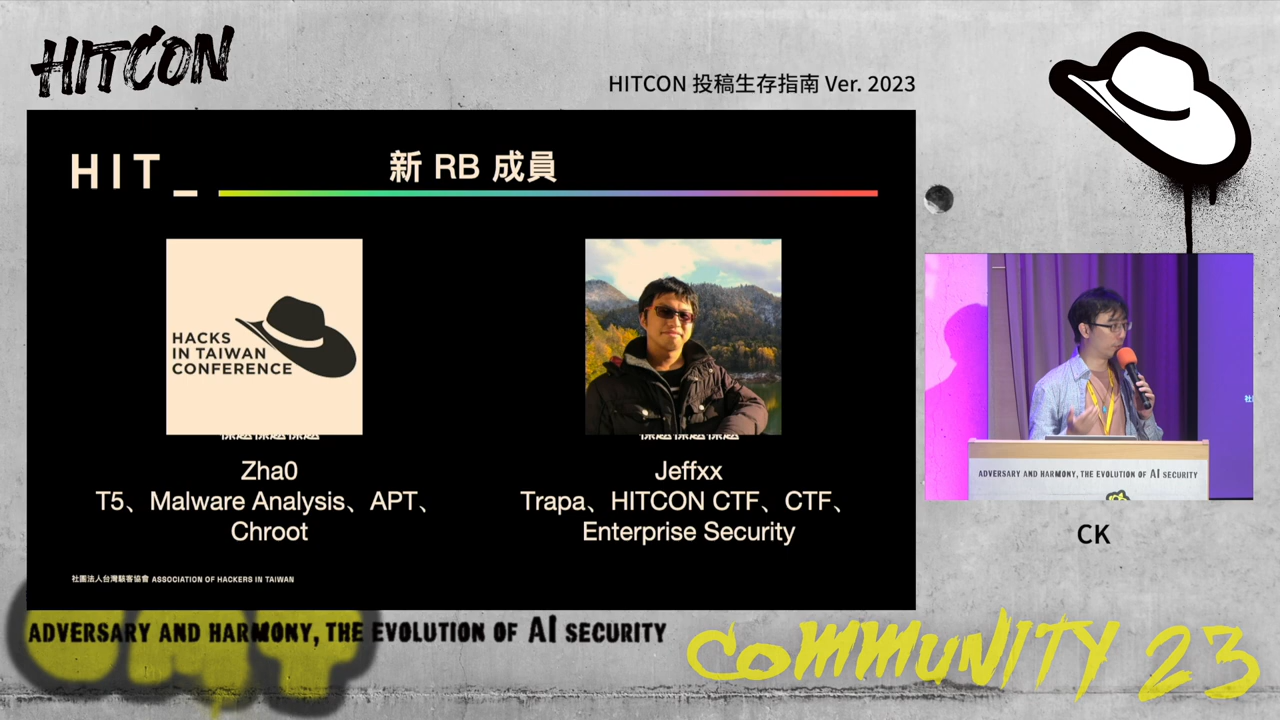 HITCON
HITCON 投稿生存指南 Ver. 2023
HIT_
新 RB 成員
HACKS
IN TAIWAN
CONFERENCE
Zha0
T5、Malware Analysis、APT、
Chroot
Jeffxx
Trapa、HITCON CTF、CTF、
Enterprise Security
社團法人台灣駭客協會 ASSOCIATION OF HACKERS IN TAIWAN
ADVERSARY AND HARMONY, THE EVOLUTION OF AI SECURITY
CK
ADVERSARY AND HARMONY, THE EVOLUTION OF AI SECURITY
COMMUNITY 23